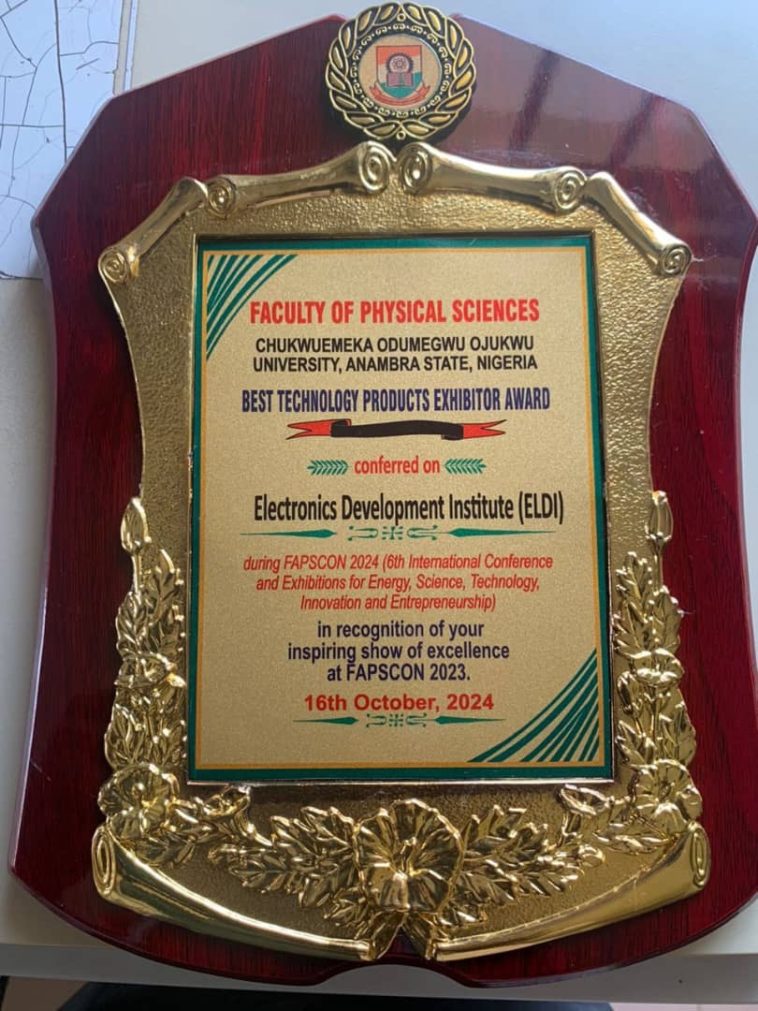 FACULTY OF PHYSICAL SCIENCES
CHUKWUEMEKA ODUMEGWU OJUKWU
UNIVERSITY, ANAMBRA STATE, NIGERIA
BEST TECHNOLOGY PRODUCTS EXHIBITOR AWARD
conferred on
Electronics Development Institute (ELDI)
during FAPSCON 2024 (6th International Conference
and Exhibitions for Energy, Science, Technology,
Innovation and Entrepreneurship)
in recognition of your
inspiring show of excellence
at FAPSCON 2023.
16th October, 2024